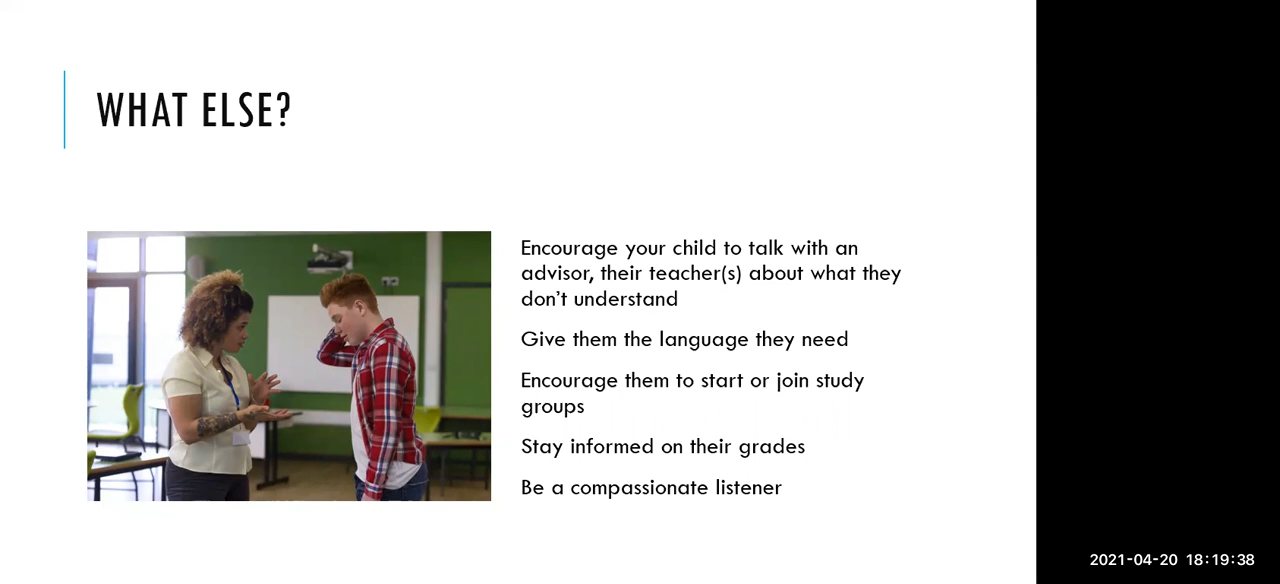 WHAT ELSE?
Encourage your child to talk with an
advisor, their teacher(s) about what they
don't understand
Give them the language they need
Encourage them to start or join study
groups
Stay informed on their grades
Be a compassionate listener
2021-04-20 18:19:38